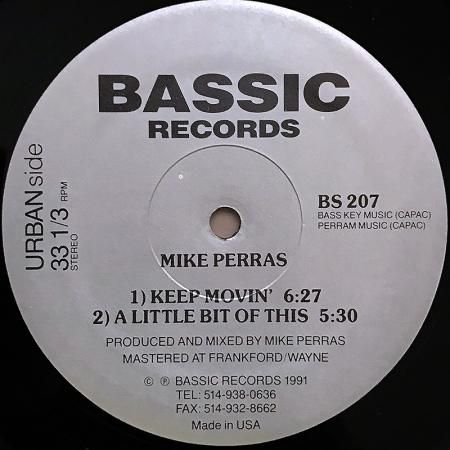 BASSIC
RECORDS
URBAN side
33 1/3 RPM
STEREO
BS 207
BASS KEY MUSIC (CAPAC)
PERRAM MUSIC (CAPAC)
MIKE PERRAS
1) KEEP MOVIN' 6:27
2) A LITTLE BIT OF THIS 5:30
PRODUCED AND MIXED BY MIKE PERRAS
MASTERED AT FRANKFORD/WAYNE
© ℗ BASSIC RECORDS 1991
TEL: 514-938-0636
FAX: 514-932-8662
Made in USA